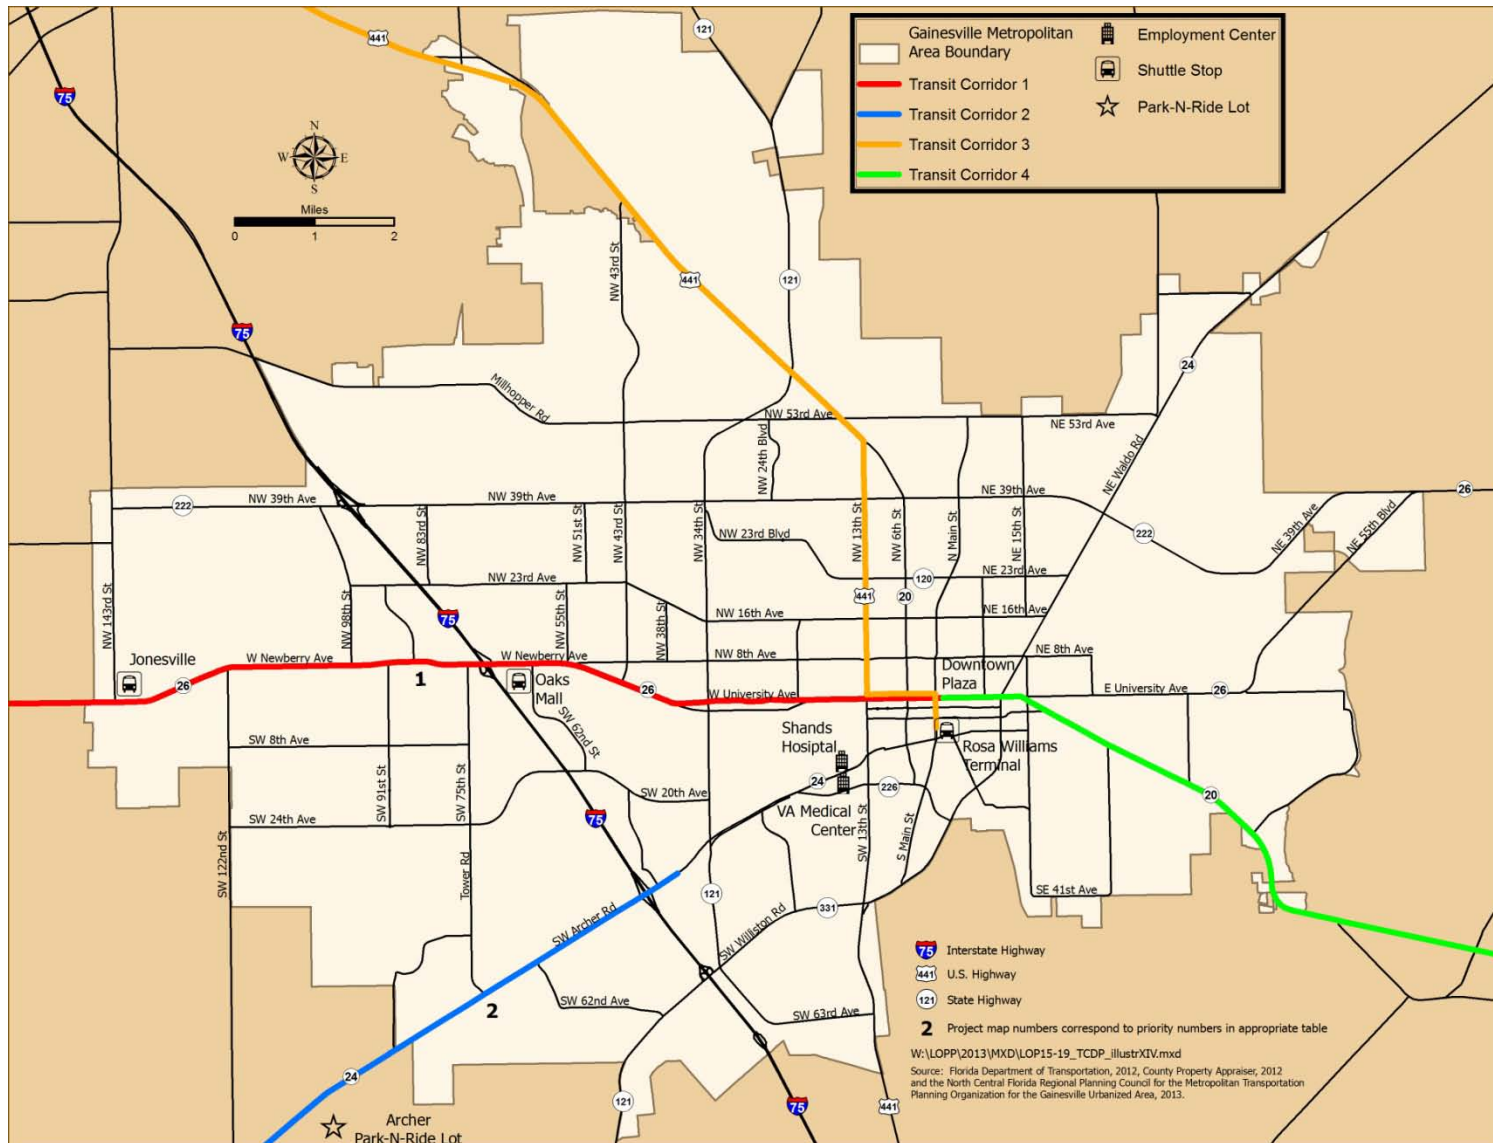 441
121
75
Gainesville Metropolitan
Area Boundary
Transit Corridor 1
Transit Corridor 2
Transit Corridor 3
Transit Corridor 4
Employment Center
Shuttle Stop
Park-N-Ride Lot
N
W
E
S
Miles
0
1
2
NW 43rd St
441
121
75
24
Millhopper Rd
NW 53rd Ave
NE 53rd Ave
NW 24th Blvd
NE Waldo Rd
222
NW 39th Ave
NW 39th Ave
NE 39th Ave
26
NE 39th Ave
NE 55th Blvd
222
NW 83rd St
NW 51st St
NW 43rd St
NW 34th St
NW 23rd Blvd
NW 13th St
NW 6th St
N Main St
NE 15th St
NW 143rd St
NW 98th St
NW 23rd Ave
120
NE 23rd Ave
441
20
75
NW 55th St
NW 38th St
NW 16th Ave
NE 16th Ave
Jonesville
26
W Newberry Ave
1
W Newberry Ave
NW 8th Ave
NE 8th Ave
Oaks
Mall
26
W University Ave
Downtown
Plaza
E University Ave
26
SW 62nd St
SW 8th Ave
Shands
Hosiptal
Rosa Williams
Terminal
24
226
SW 91st St
SW 75th St
SW 20th Ave
VA Medical
Center
20
SW 24th Ave
75
SW 122nd St
Tower Rd
SW 13th St
S Main St
121
SE 41st Ave
SW Archer Rd
SW Williston Rd
331
2
SW 62nd Ave
SW 63rd Ave
75
Interstate Highway
441
U.S. Highway
121
State Highway
2
Project map numbers correspond to priority numbers in appropriate table
W:\LOPP\2013\MXD\LOP15-19_TCDP_illustrXIV.mxd
Source: Florida Department of Transportation, 2012, County Property Appraiser, 2012
and the North Central Florida Regional Planning Council for the Metropolitan Transportation
Planning Organization for the Gainesville Urbanized Area, 2013.
24
121
75
441
Archer
Park-N-Ride Lot